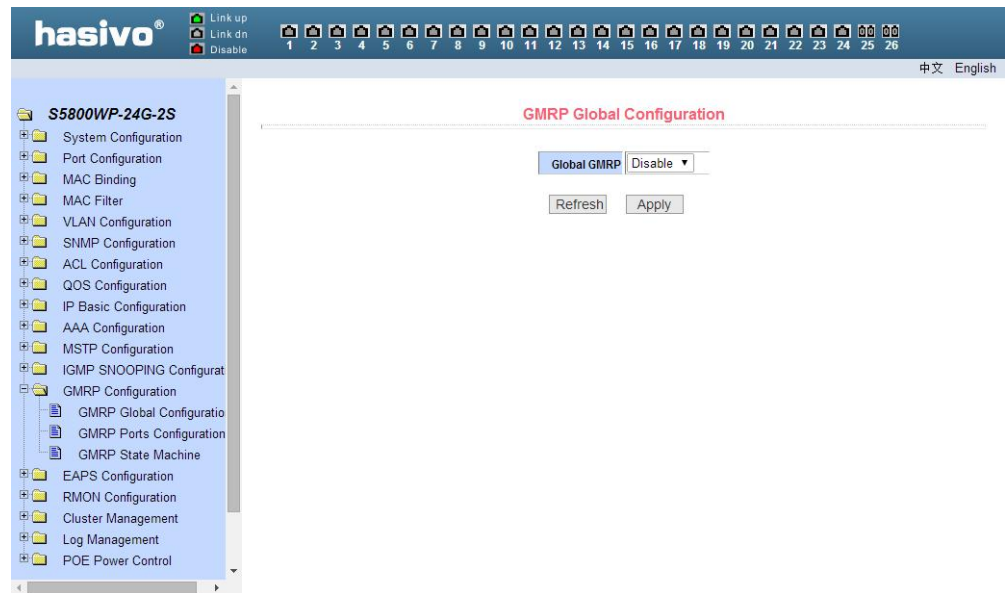 hasivo®
Link up
Link dn
Disable
1 2 3 4 5 6 7 8 9 10 11 12 13 14 15 16 17 18 19 20 21 22 23 24 25 26
中文 English
S5800WP-24G-2S
System Configuration
Port Configuration
MAC Binding
MAC Filter
VLAN Configuration
SNMP Configuration
ACL Configuration
QOS Configuration
IP Basic Configuration
AAA Configuration
MSTP Configuration
IGMP SNOOPING Configurat
GMRP Configuration
GMRP Global Configuratio
GMRP Ports Configuration
GMRP State Machine
EAPS Configuration
RMON Configuration
Cluster Management
Log Management
POE Power Control
GMRP Global Configuration
Global GMRP Disable
Refresh Apply